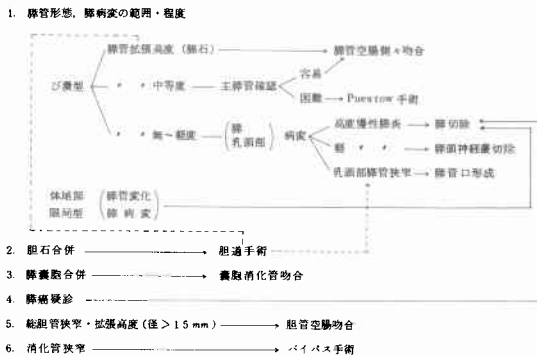 1. 膵管形態，膵病変の範囲・程度
膵管拡張高度（膵石） 膵管空腸側々吻合
び漫型 〃 〃 中等度 主膵管確認 容易
困難 Puestow 手術
〃 〃 無〜軽度 (膵 乳頭部) 病変 高度慢性膵炎 膵切除
軽 〃 〃 膵頭神経叢切除
乳頭部膵管狭窄 膵管口形成
体尾部 (膵管変化
限局型 膵 病 変)
2. 胆石合併 胆道手術
3. 膵嚢胞合併 嚢胞消化管吻合
4. 膵癌疑診
5. 総胆管狭窄・拡張高度（径＞15mm） 胆管空腸吻合
6. 消化管狭窄 バイパス手術